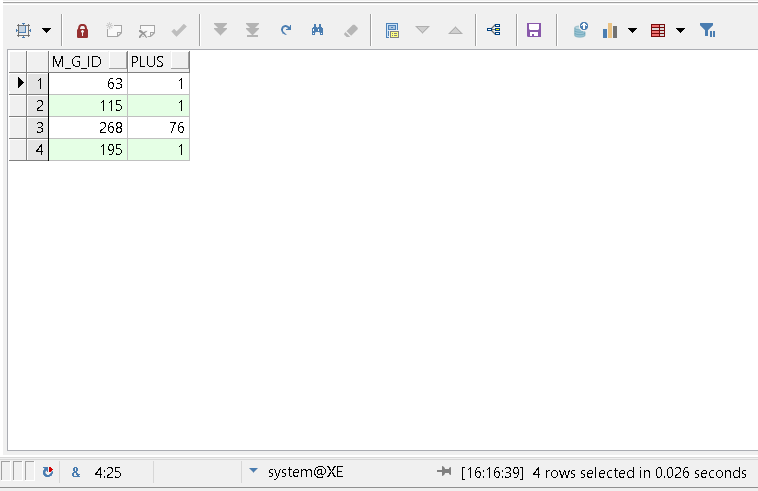 M_G_ID PLUS
1 63 1
2 115 1
3 268 76
4 195 1
& 4:25 system@XE [16:16:39] 4 rows selected in 0.026 seconds